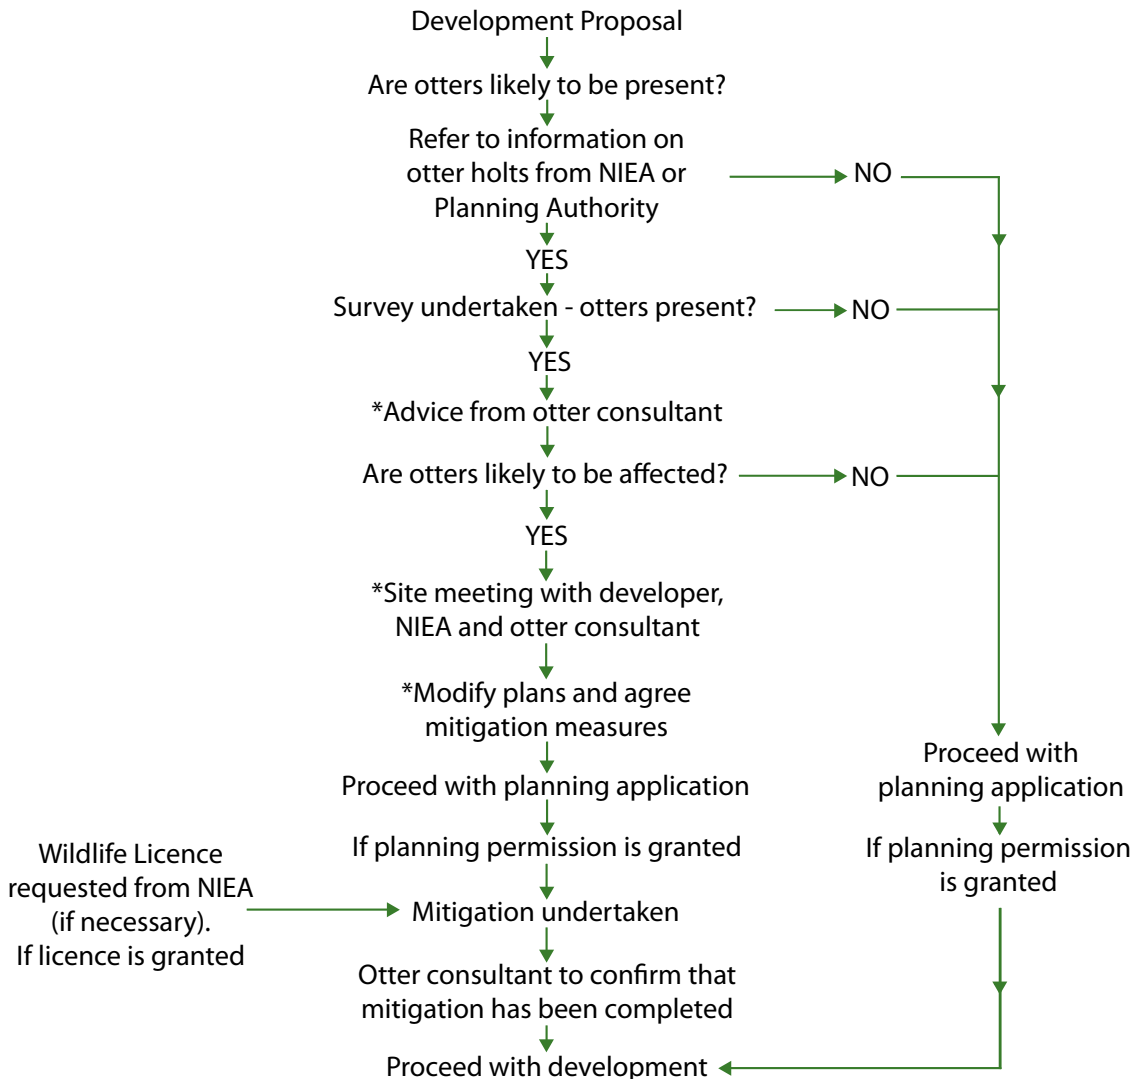 Development Proposal
Are otters likely to be present?
Refer to information on
otter holts from NIEA or
Planning Authority
NO
YES
Survey undertaken - otters present?
NO
YES
*Advice from otter consultant
Are otters likely to be affected?
NO
YES
*Site meeting with developer,
NIEA and otter consultant
*Modify plans and agree
mitigation measures
Proceed with planning application
If planning permission is granted
Wildlife Licence
requested from NIEA
(if necessary).
If licence is granted
Mitigation undertaken
Otter consultant to confirm that
mitigation has been completed
Proceed with development
Proceed with
planning application
If planning permission
is granted